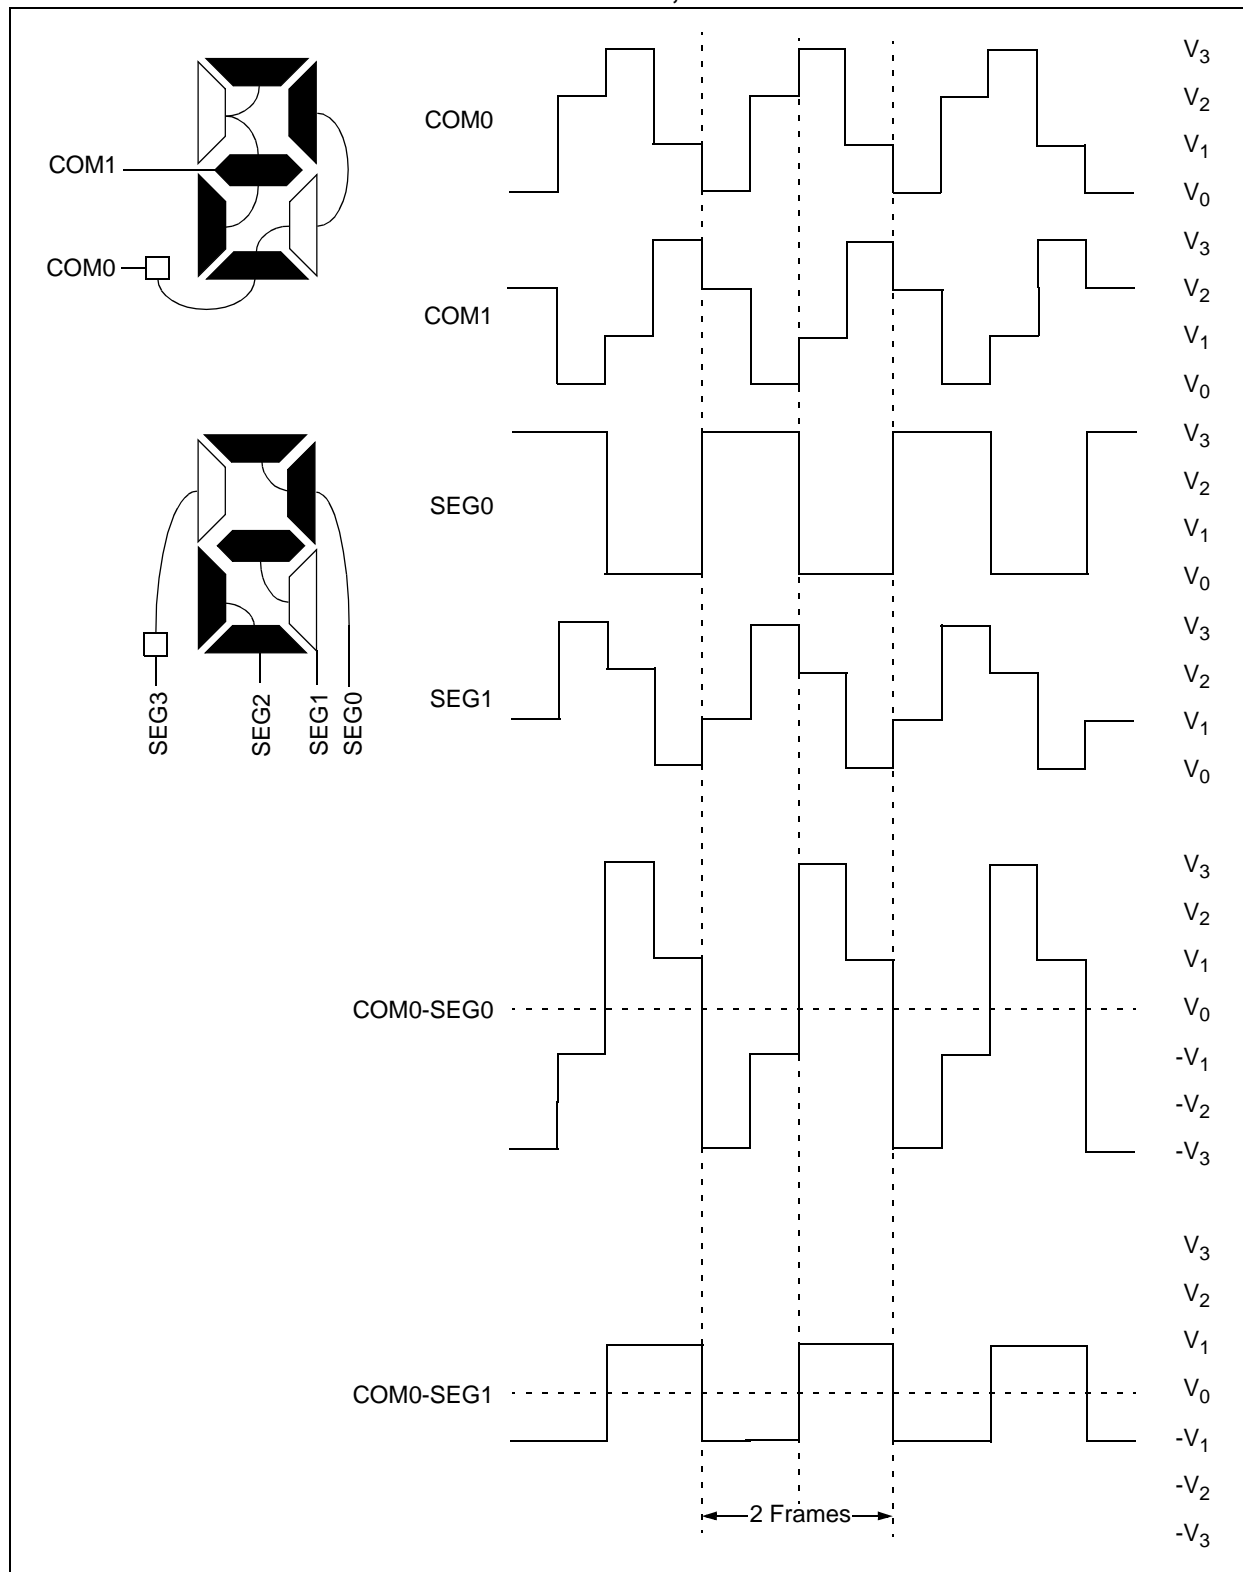 COM1
COM0
SEG3
SEG2
SEG1
SEG0
COM0
V3
V2
V1
V0
COM1
V3
V2
V1
V0
SEG0
V3
V2
V1
V0
SEG1
V3
V2
V1
V0
COM0-SEG0
V3
V2
V1
V0
-V1
-V2
-V3
COM0-SEG1
V3
V2
V1
V0
-V1
-V2
-V3
2 Frames